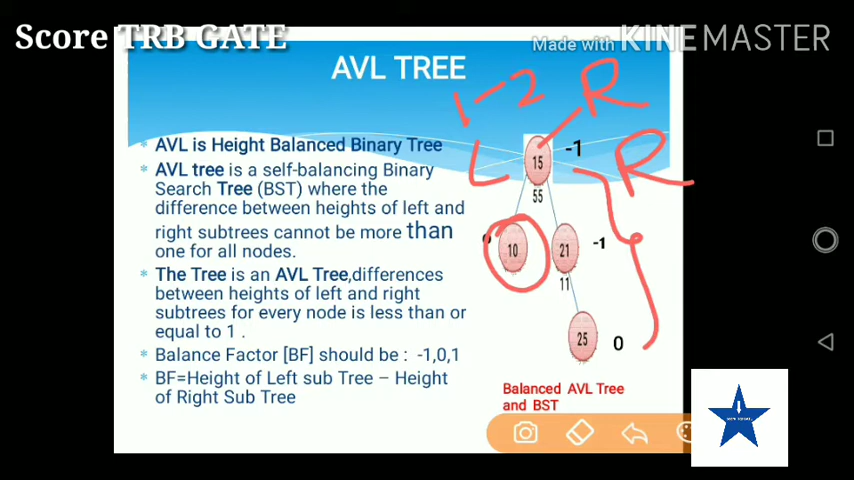 Score TRB GATE
Made with KINEMASTER
AVL TREE
1-2
R
* AVL is Height Balanced Binary Tree
* AVL tree is a self-balancing Binary
Search Tree (BST) where the
difference between heights of left and
right subtrees cannot be more than
one for all nodes.
* The Tree is an AVL Tree,differences
between heights of left and right
subtrees for every node is less than or
equal to 1 .
* Balance Factor [BF] should be : -1,0,1
* BF=Height of Left sub Tree – Height
of Right Sub Tree
L
15
-1
R
55
10
21
-1
11
25
0
Balanced AVL Tree
and BST